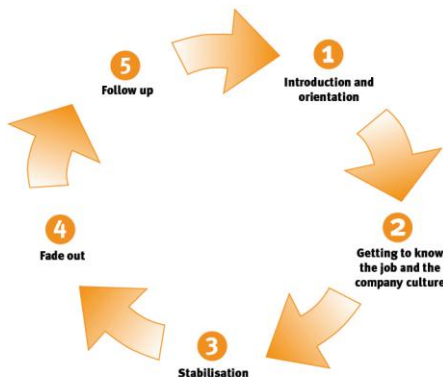 1
Introduction and
orientation
2
Getting to know
the job and the
company culture
3
Stabilisation
4
Fade out
5
Follow up